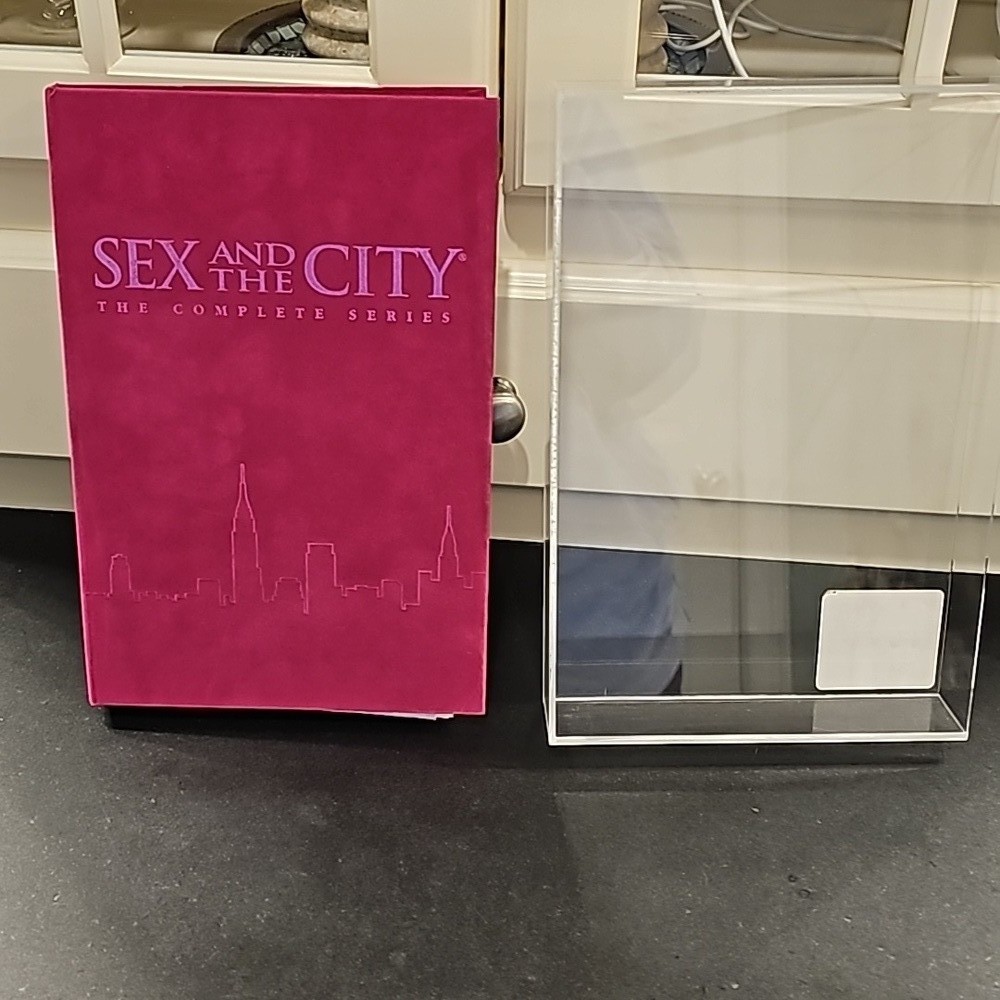 SEX AND THE CITY®
THE COMPLETE SERIES